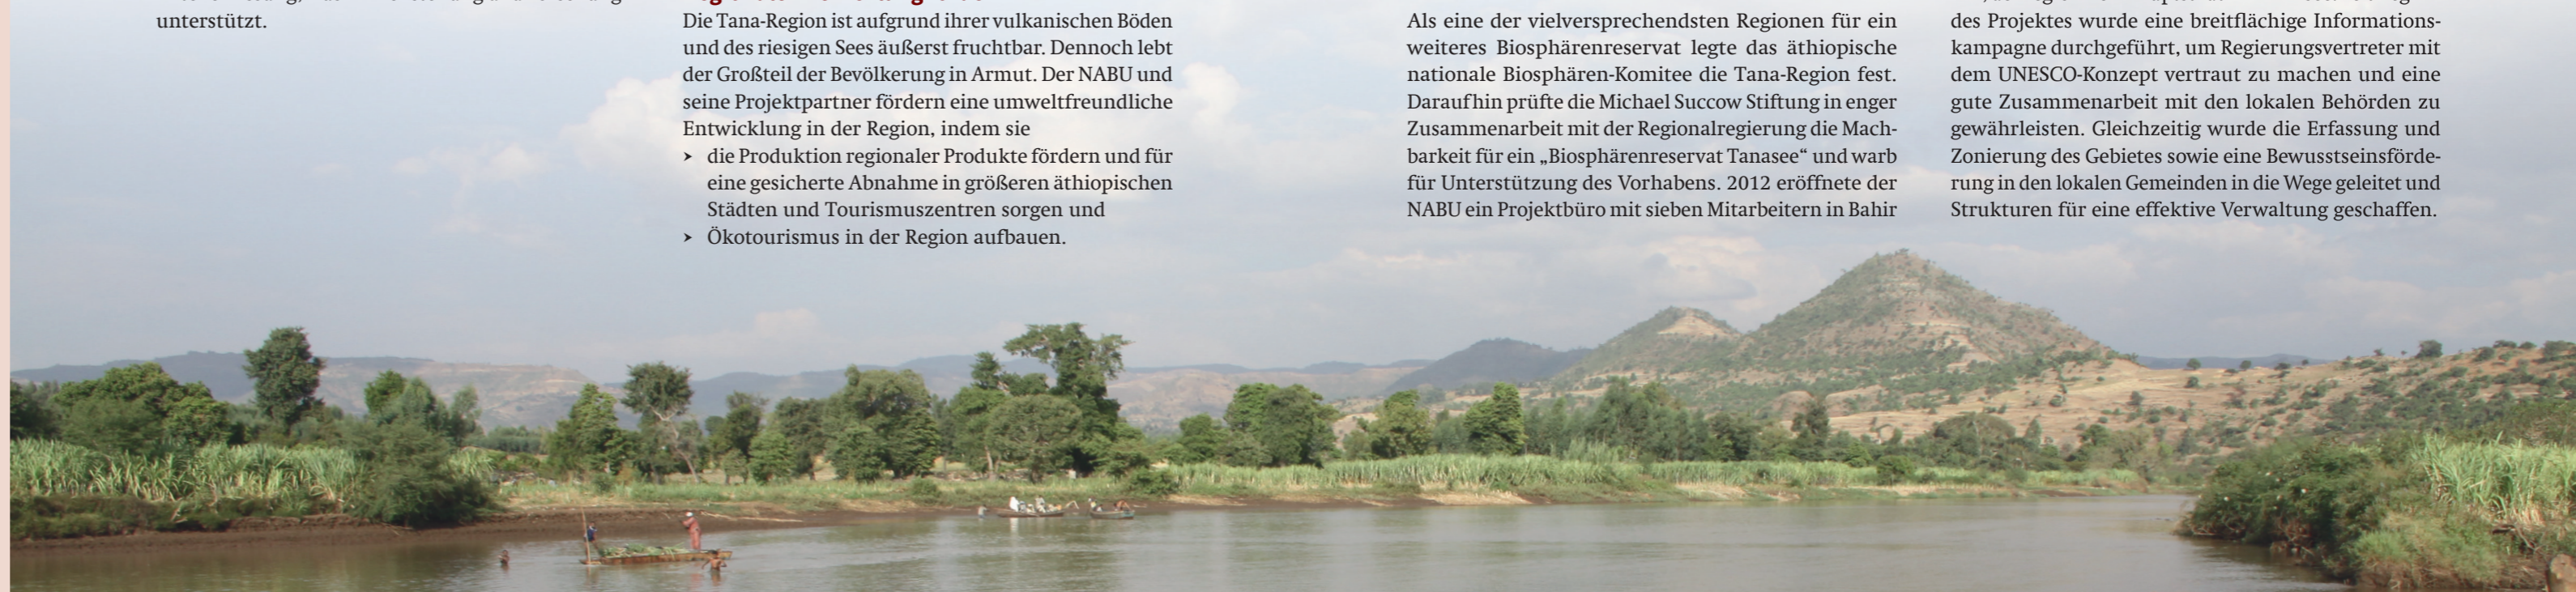 unterstützt.
Die Tana-Region ist aufgrund ihrer vulkanischen Böden
und des riesigen Sees äußerst fruchtbar. Dennoch lebt
der Großteil der Bevölkerung in Armut. Der NABU und
seine Projektpartner fördern eine umweltfreundliche
Entwicklung in der Region, indem sie
➤ die Produktion regionaler Produkte fördern und für
eine gesicherte Abnahme in größeren äthiopischen
Städten und Tourismuszentren sorgen und
➤ Ökotourismus in der Region aufbauen.
Als eine der vielversprechendsten Regionen für ein
weiteres Biosphärenreservat legte das äthiopische
nationale Biosphären-Komitee die Tana-Region fest.
Daraufhin prüfte die Michael Succow Stiftung in enger
Zusammenarbeit mit der Regionalregierung die Mach-
barkeit für ein „Biosphärenreservat Tanasee“ und warb
für Unterstützung des Vorhabens. 2012 eröffnete der
NABU ein Projektbüro mit sieben Mitarbeitern in Bahir
des Projektes wurde eine breitflächige Informations-
kampagne durchgeführt, um Regierungsvertreter mit
dem UNESCO-Konzept vertraut zu machen und eine
gute Zusammenarbeit mit den lokalen Behörden zu
gewährleisten. Gleichzeitig wurde die Erfassung und
Zonierung des Gebietes sowie eine Bewusstseinsförde-
rung in den lokalen Gemeinden in die Wege geleitet und
Strukturen für eine effektive Verwaltung geschaffen.